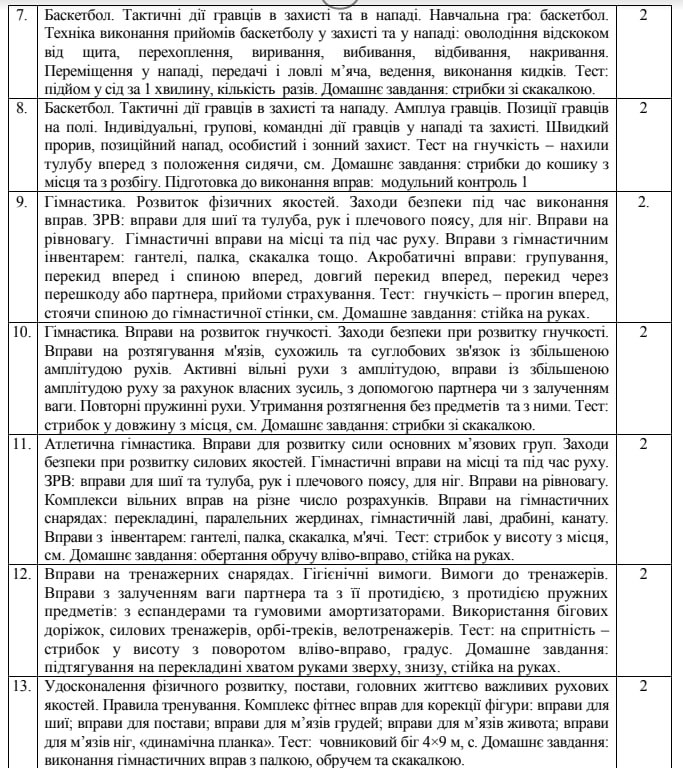 7. Баскетбол. Тактичні дії гравців в захисті та в нападі. Навчальна гра: баскетбол. 2
Техніка виконання прийомів баскетболу у захисті та у нападі: оволодіння відскоком
від щита, перехоплення, виривання, вибивання, відбивання, накривання.
Переміщення у нападі, передачі і ловлі м’яча, ведення, виконання кидків. Тест:
підйом у сід за 1 хвилину, кількість разів. Домашнє завдання: стрибки зі скакалкою.
8. Баскетбол. Тактичні дії гравців в захисті та нападу. Амплуа гравців. Позиції гравців 2
на полі. Індивідуальні, групові, командні дії гравців у нападі та захисті. Швидкий
прорив, позиційний напад, особистий і зонний захист. Тест на гнучкість – нахили
тулубу вперед з положення сидячи, см. Домашнє завдання: стрибки до кошику з
місця та з розбігу. Підготовка до виконання вправ: модульний контроль 1
9. Гімнастика. Розвиток фізичних якостей. Заходи безпеки під час виконання 2.
вправ. ЗРВ: вправи для шиї та тулуба, рук і плечового поясу, для ніг. Вправи на
рівновагу. Гімнастичні вправи на місці та під час руху. Вправи з гімнастичним
інвентарем: гантелі, палка, скакалка тощо. Акробатичні вправи: групування,
перекид вперед і спиною вперед, довгий перекид вперед, перекид через
перешкоду або партнера, прийоми страхування. Тест: гнучкість – прогин вперед,
стоячи спиною до гімнастичної стінки, см. Домашне завдання: стійка на руках.
10. Гімнастика. Вправи на розвиток гнучкості. Заходи безпеки при розвитку гнучкості. 2
Вправи на розтягування м'язів, сухожиль та суглобових зв'язок із збільшеною
амплітудою рухів. Активні вільні рухи з амплітудою, вправи із збільшеною
амплітудою руху за рахунок власних зусиль, з допомогою партнера чи з залученням
ваги. Повторні пружинні рухи. Утримання розтягнення без предметів та з ними. Тест:
стрибок у довжину з місця, см. Домашнє завдання: стрибки зі скакалкою.
11. Атлетична гімнастика. Вправи для розвитку сили основних м’язових груп. Заходи 2
безпеки при розвитку силових якостей. Гімнастичні вправи на місці та під час руху.
ЗРВ: вправи для шиї та тулуба, рук і плечового поясу, для ніг. Вправи на рівновагу.
Комплекси вільних вправ на різне число розрахунків. Вправи на гімнастичних
снарядах: перекладині, паралельних жердинах, гімнастичній лаві, драбині, канату.
Вправи з інвентарем: гантелі, палка, скакалка, м'ячі. Тест: стрибок у висоту з місця,
см. Домашнє завдання: обертання обручу вліво-вправо, стійка на руках.
12. Вправи на тренажерних снарядах. Гігієнічні вимоги. Вимоги до тренажерів. 2
Вправи з залученням ваги партнера та з її протидією, з протидією пружних
предметів: з еспандерами та гумовими амортизаторами. Використання бігових
доріжок, силових тренажерів, орбі-треків, велотренажерів. Тест: на спритність –
стрибок у висоту з поворотом вліво-вправо, градус. Домашне завдання:
підтягування на перекладині хватом руками зверху, знизу, стійка на руках.
13. Удосконалення фізичного розвитку, постави, головних життєво важливих рухових 2
якостей. Правила тренування. Комплекс фітнес вправ для корекції фігури: вправи для
шиї; вправи для постави; вправи для м’язів грудей; вправи для м’язів живота; вправи
для м’язів ніг, «динамічна планка». Тест: човниковий біг 4×9 м, с. Домашнє завдання:
виконання гімнастичних вправ з палкою, обручем та скакалкою.